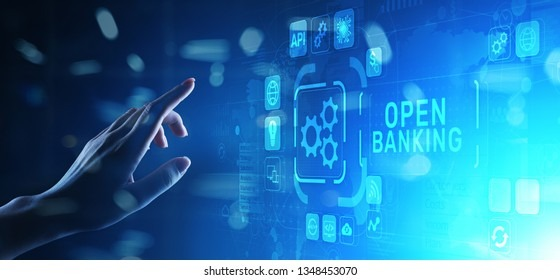 API
$
OPEN
BANKING
shutterstock.com · 1348453070